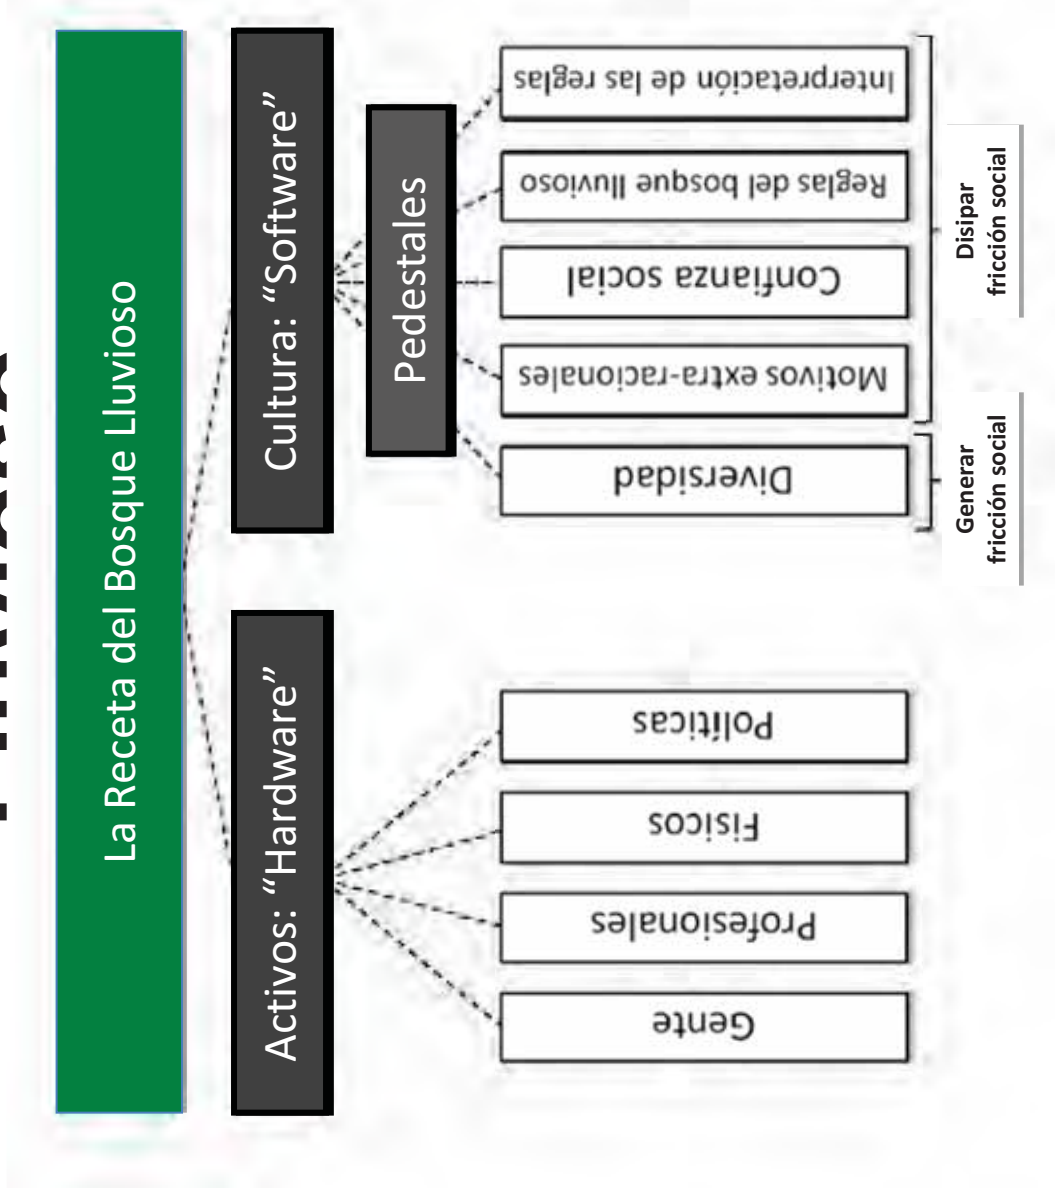 La Receta del Bosque Lluvioso
Activos: “Hardware”
Cultura: “Software”
Pedestales
Gente
Profesionales
Fisicos
Políticas
Diversidad
Motivos extra-racionales
Confianza social
Reglas del bosque lluvioso
Interpretación de las reglas
Generar
fricción social
Disipar
fricción social